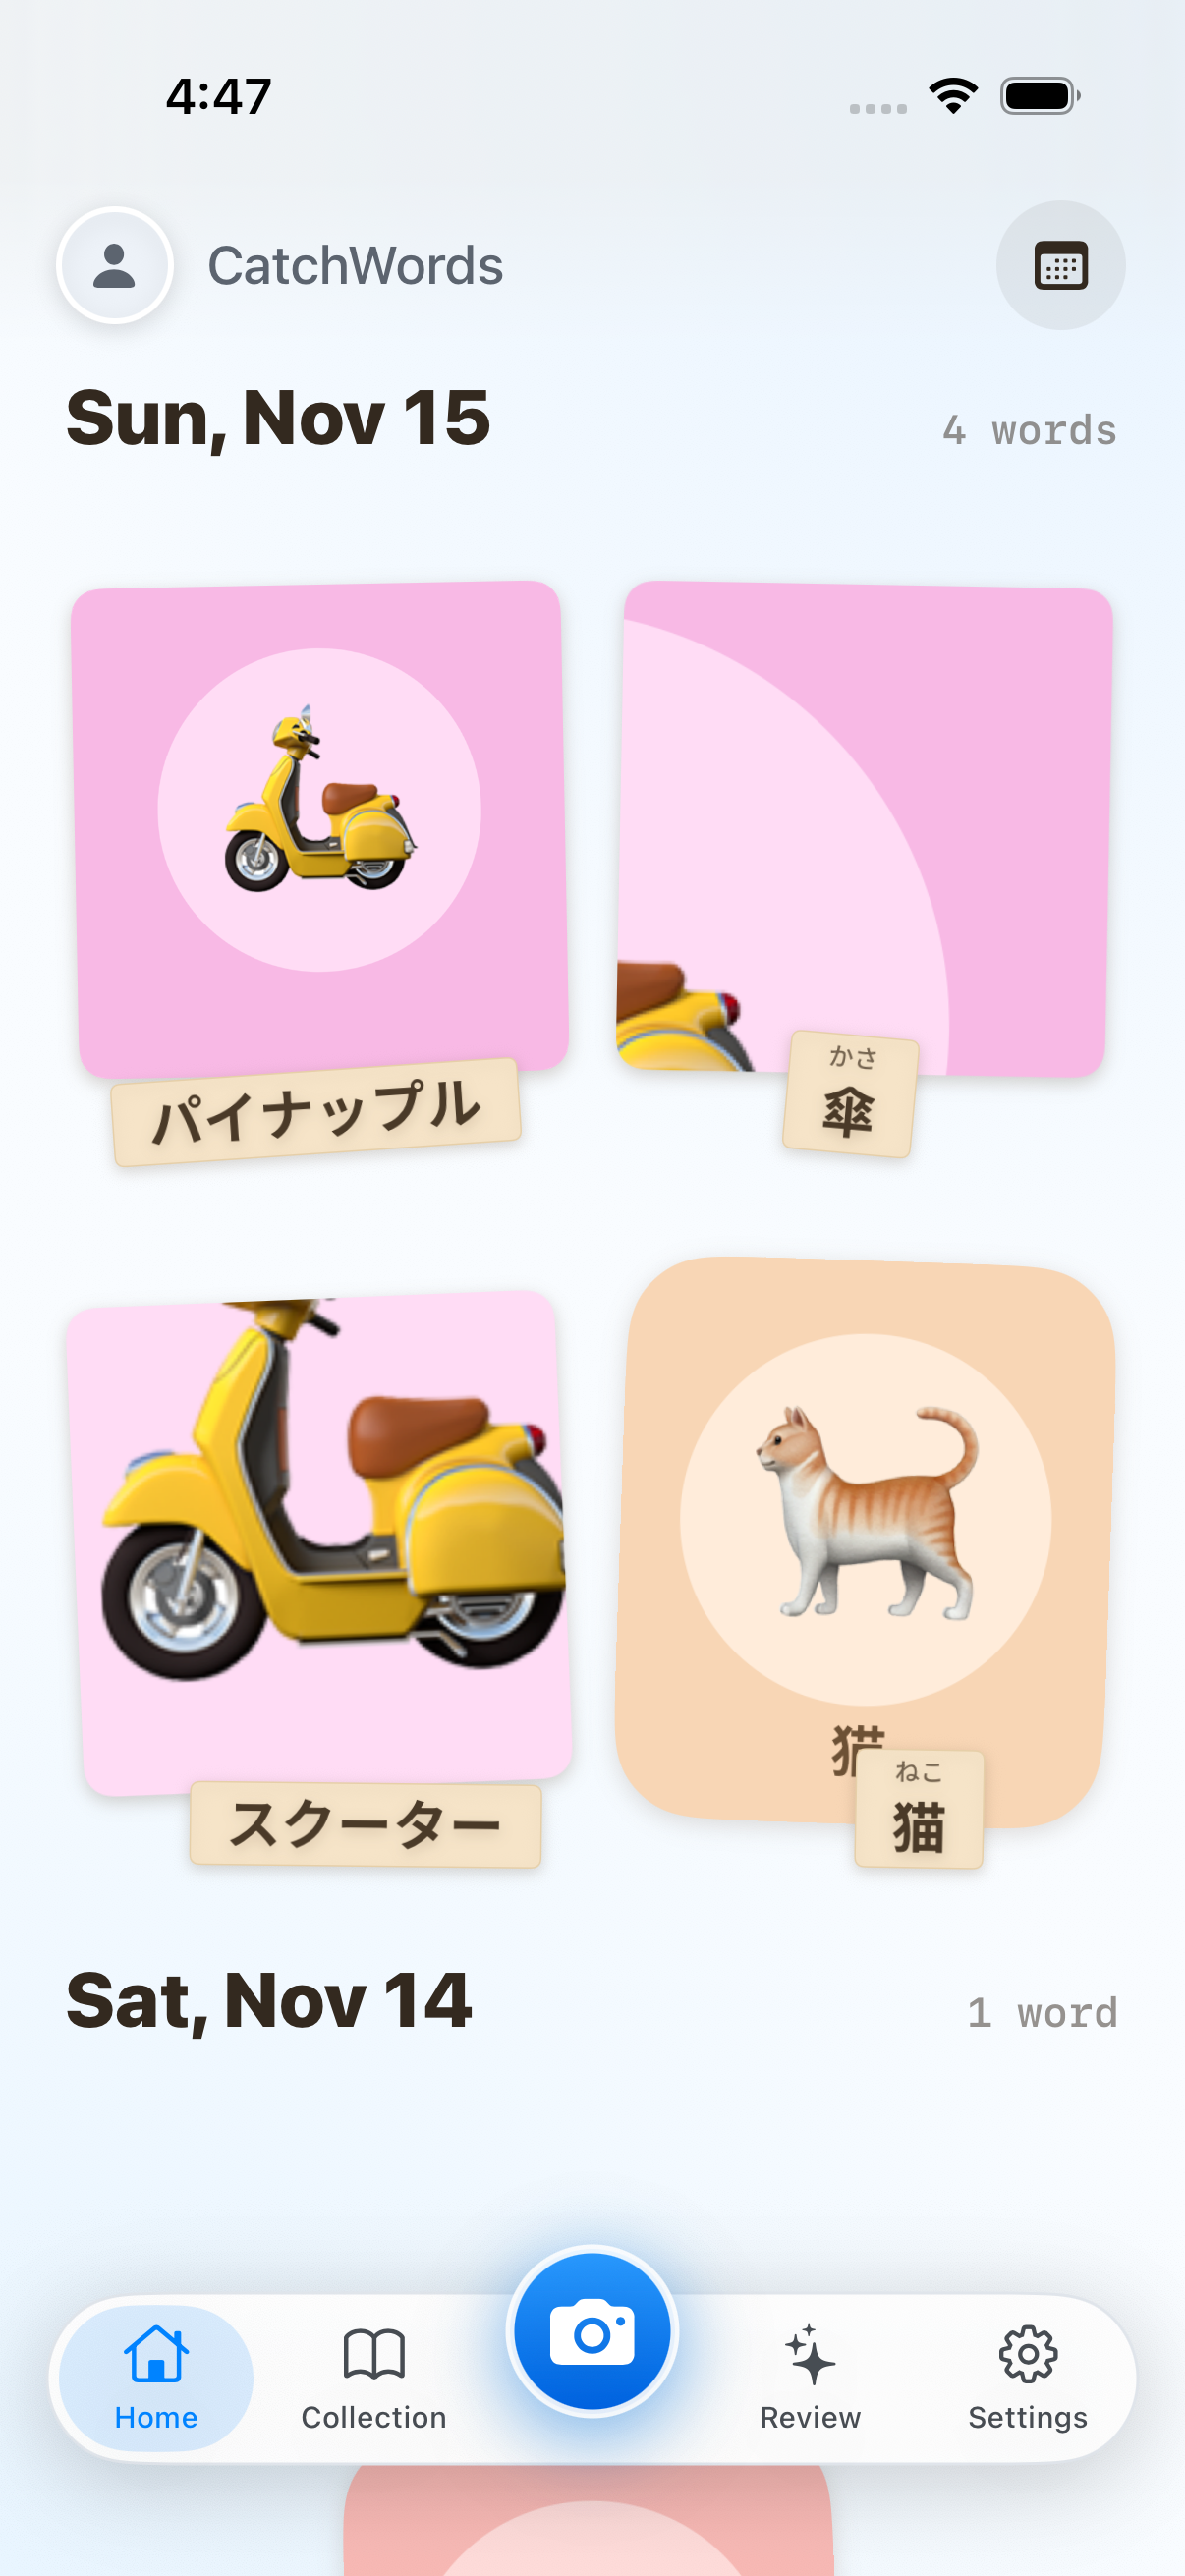 4:47
CatchWords
Sun, Nov 15
4 words
パイナップル
かさ
傘
スクーター
猫
ねこ
猫
Sat, Nov 14
1 word
Home
Collection
Review
Settings